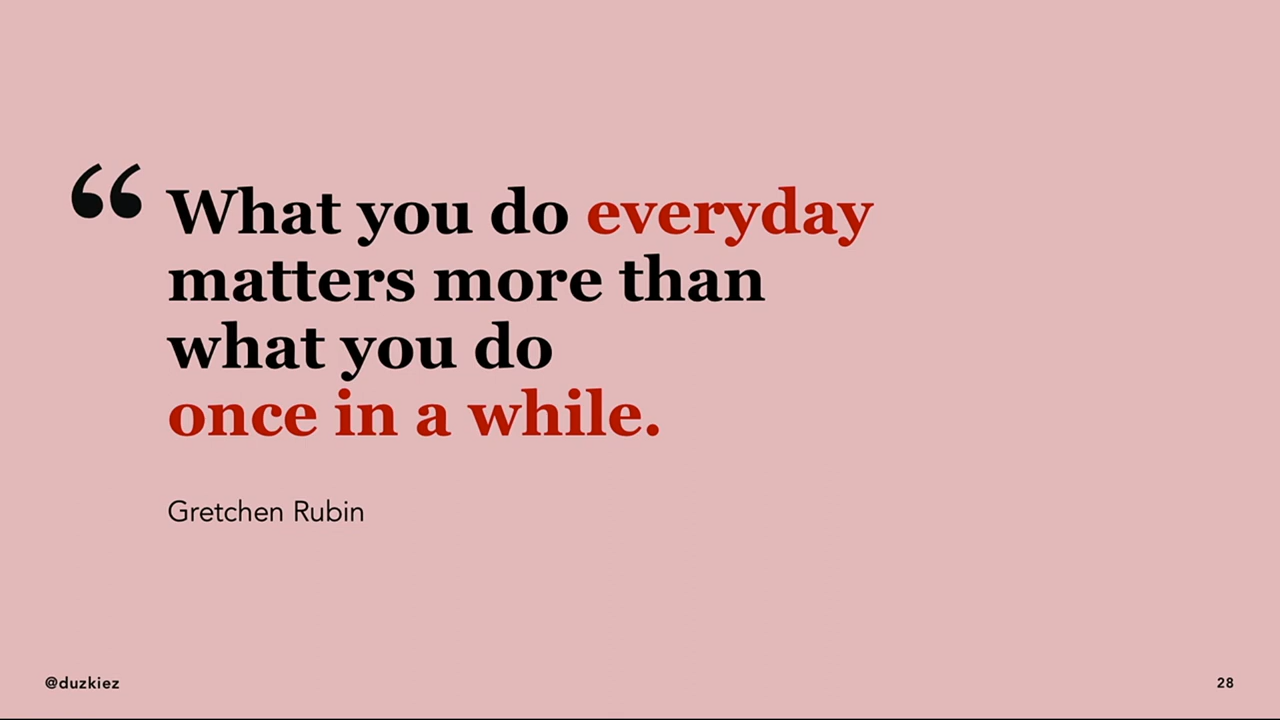 “ What you do everyday
matters more than
what you do
once in a while.
Gretchen Rubin
@duzkiez
28